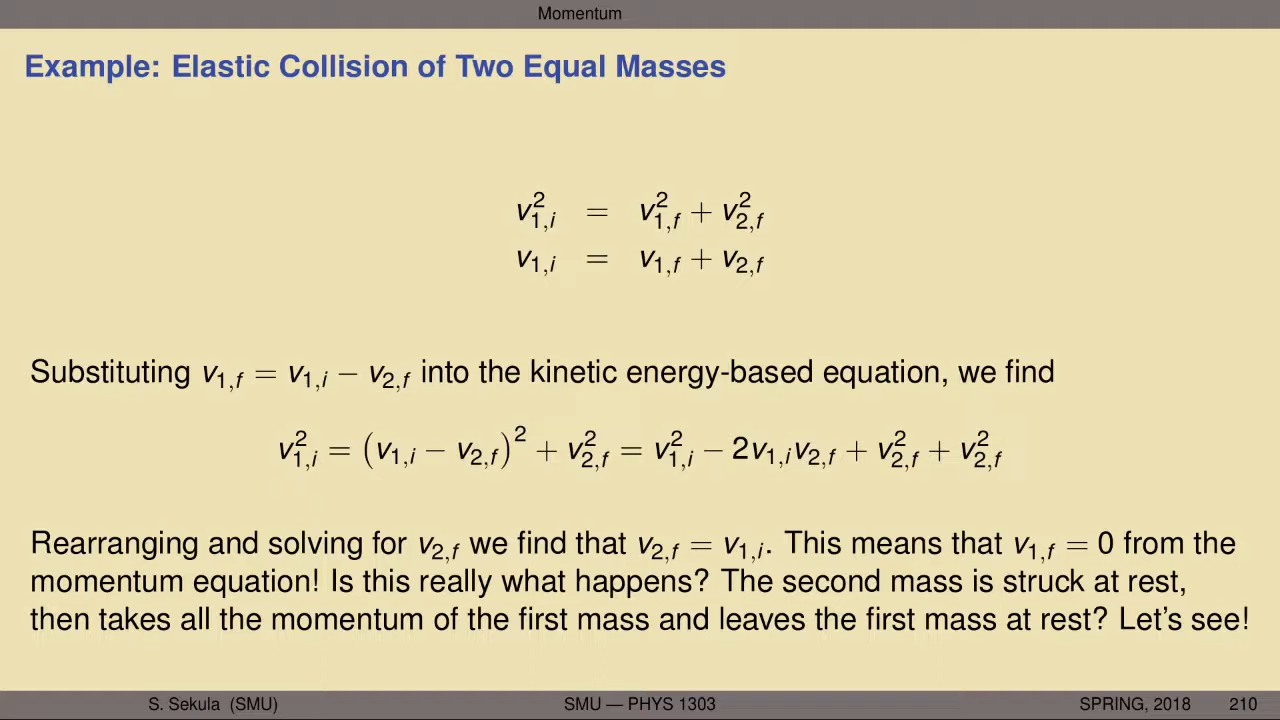 Momentum
Example: Elastic Collision of Two Equal Masses
v²₁,ᵢ = v²₁,f + v²₂,f
v₁,ᵢ = v₁,f + v₂,f
Substituting v₁,f = v₁,ᵢ − v₂,f into the kinetic energy-based equation, we find
v²₁,ᵢ = (v₁,ᵢ − v₂,f)² + v²₂,f = v²₁,ᵢ − 2v₁,ᵢv₂,f + v²₂,f + v²₂,f
Rearranging and solving for v₂,f we find that v₂,f = v₁,ᵢ. This means that v₁,f = 0 from the
momentum equation! Is this really what happens? The second mass is struck at rest,
then takes all the momentum of the first mass and leaves the first mass at rest? Let's see!
S. Sekula (SMU) SMU — PHYS 1303 SPRING, 2018 210